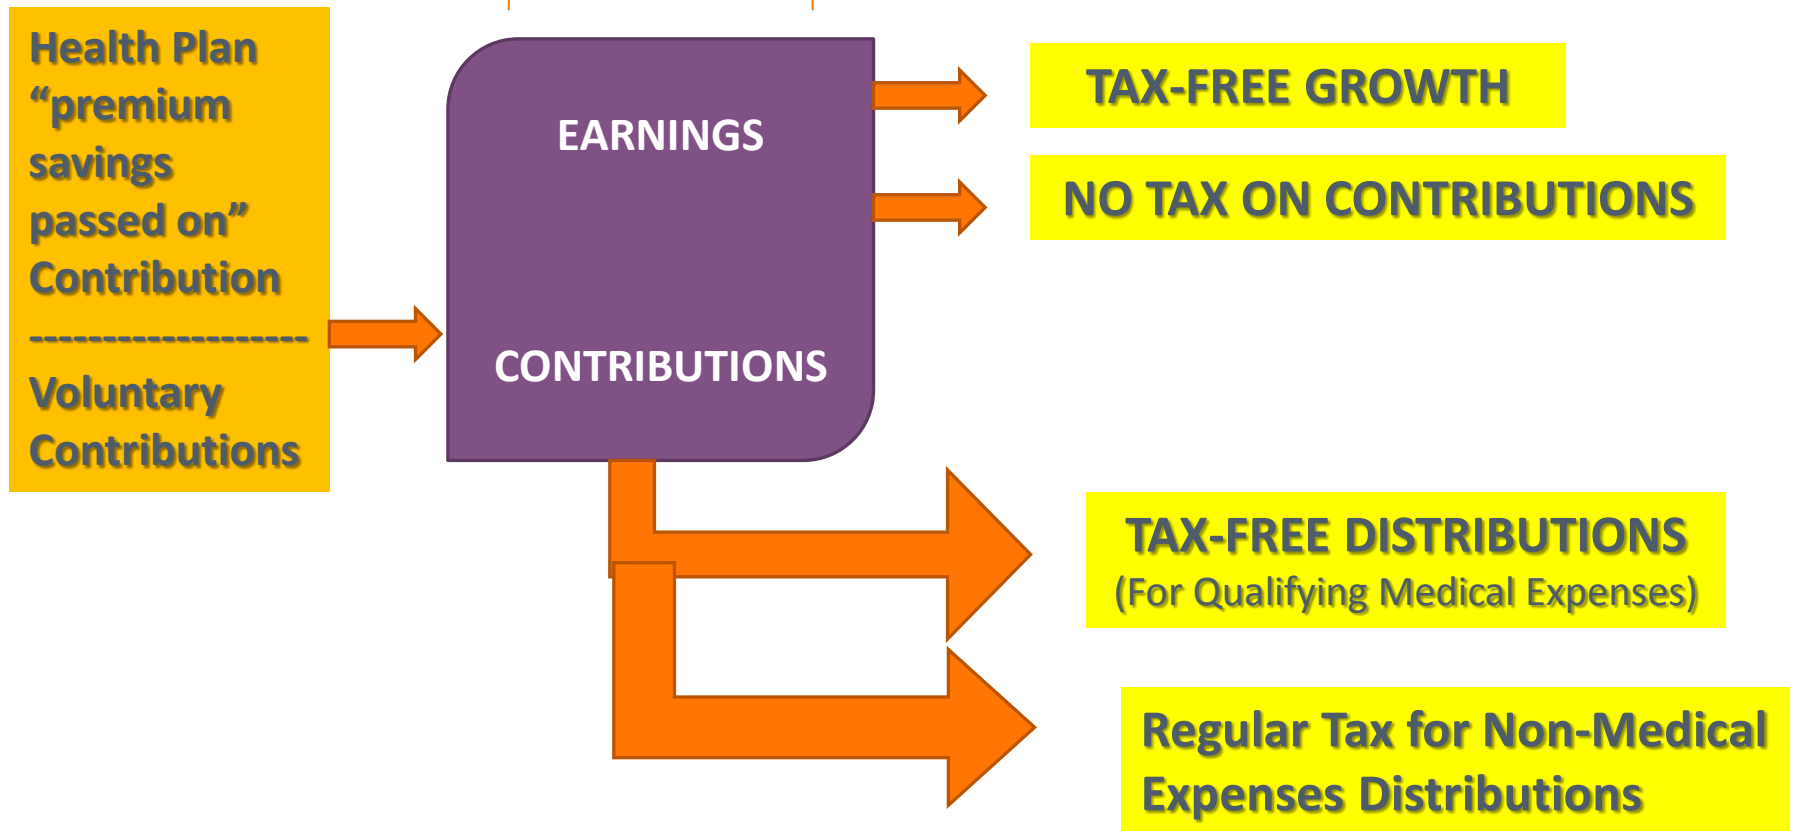 Health Plan
“premium
savings
passed on”
Contribution
-------------------
Voluntary
Contributions
EARNINGS
CONTRIBUTIONS
TAX-FREE GROWTH
NO TAX ON CONTRIBUTIONS
TAX-FREE DISTRIBUTIONS
(For Qualifying Medical Expenses)
Regular Tax for Non-Medical
Expenses Distributions